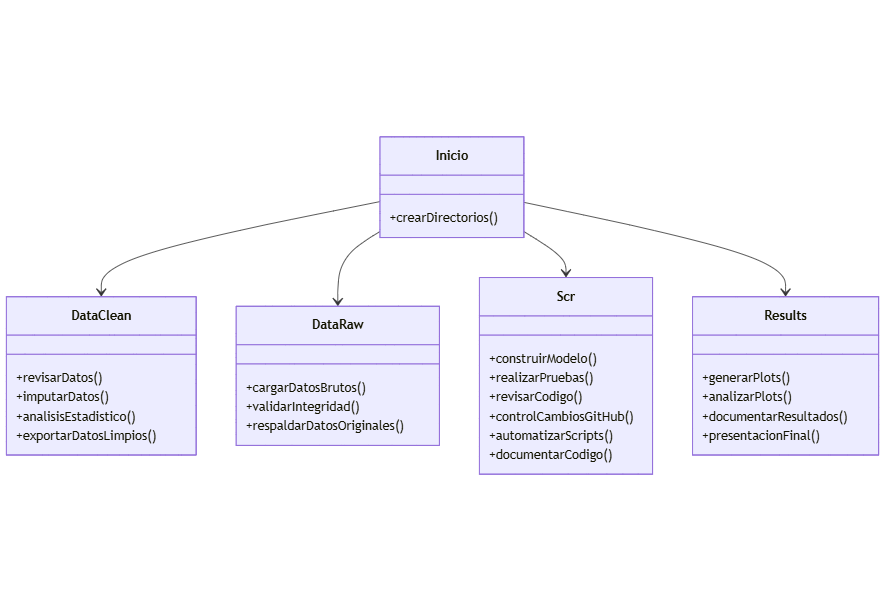 Inicio
+crearDirectorios()
DataClean
+revisarDatos()
+imputarDatos()
+analisisEstadistico()
+exportarDatosLimpios()
DataRaw
+cargarDatosBrutos()
+validarIntegridad()
+respaldarDatosOriginales()
Scr
+construirModelo()
+realizarPruebas()
+revisarCodigo()
+controlCambiosGitHub()
+automatizarScripts()
+documentarCodigo()
Results
+generarPlots()
+analizarPlots()
+documentarResultados()
+presentacionFinal()